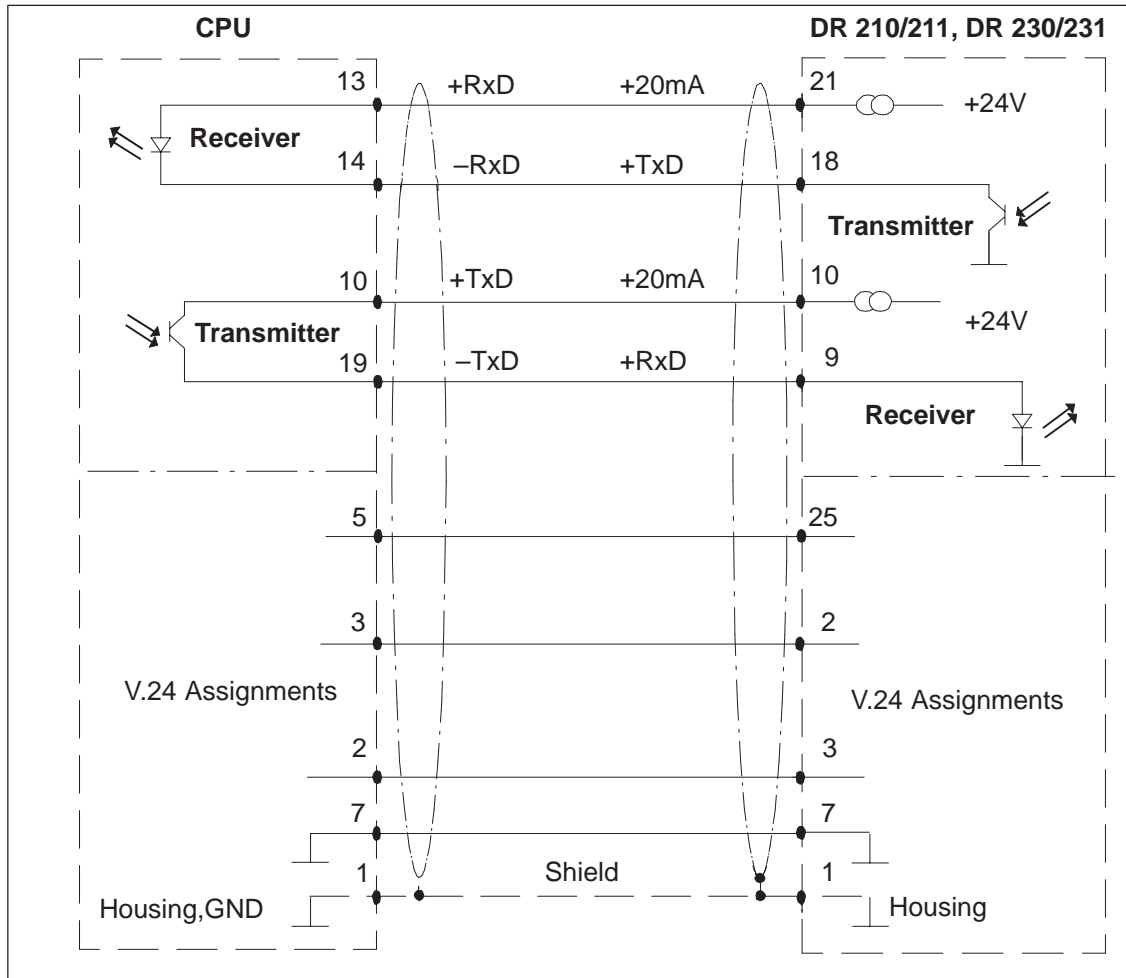 CPU DR 210/211, DR 230/231
13 +RxD +20mA 21
+24V
Receiver
14 –RxD +TxD 18
Transmitter
10 +TxD +20mA 10
Transmitter +24V
19 –TxD +RxD 9
Receiver
5 25
3 2
V.24 Assignments V.24 Assignments
2 3
7 7
1 Shield 1
Housing,GND Housing